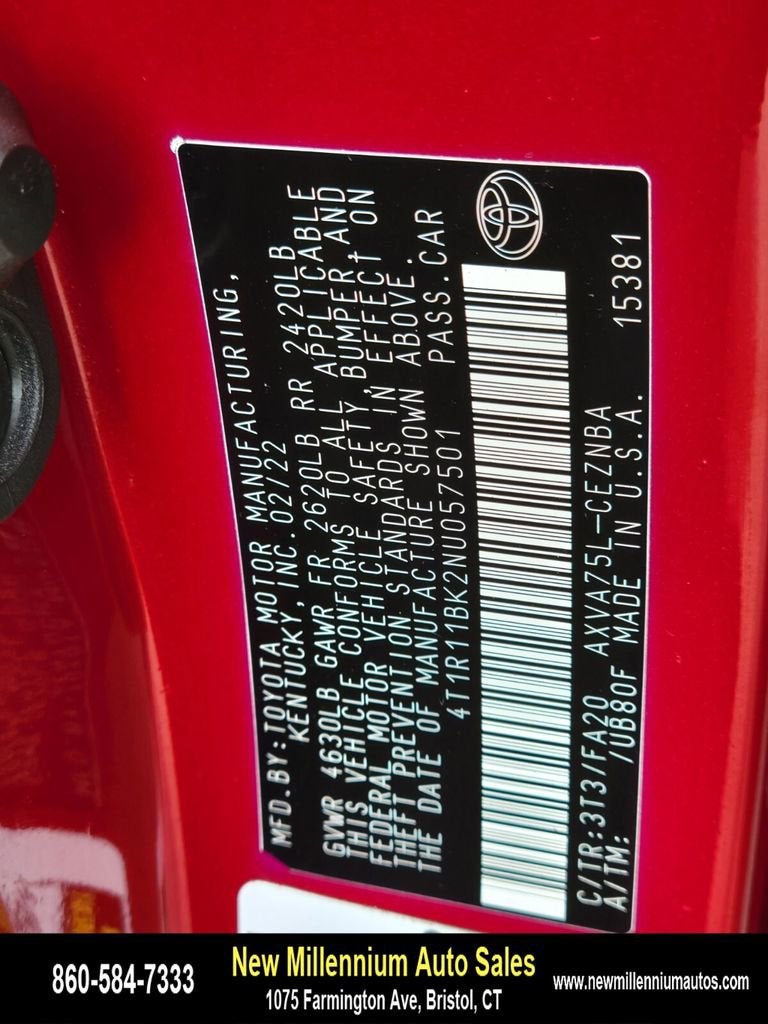 MFD.BY:TOYOTA MOTOR MANUFACTURING,
KENTUCKY, INC.02/22
GVWR 4630LB GAWR FR 2620LB RR 2420LB
THIS VEHICLE CONFORMS TO ALL APPLICABLE
FEDERAL MOTOR VEHICLE SAFETY, BUMPER, AND
THEFT PREVENTION STANDARDS IN EFFECT ON
THE DATE OF MANUFACTURE SHOWN ABOVE.
4T1R11BK2NU057501 PASS.CAR
C/TR:3T3/FA20 AXVA75L-CEZNBA
A/TM: /UB80F MADE IN U.S.A. 15381
860-584-7333
New Millennium Auto Sales
1075 Farmington Ave, Bristol, CT
www.newmillenniumautos.com